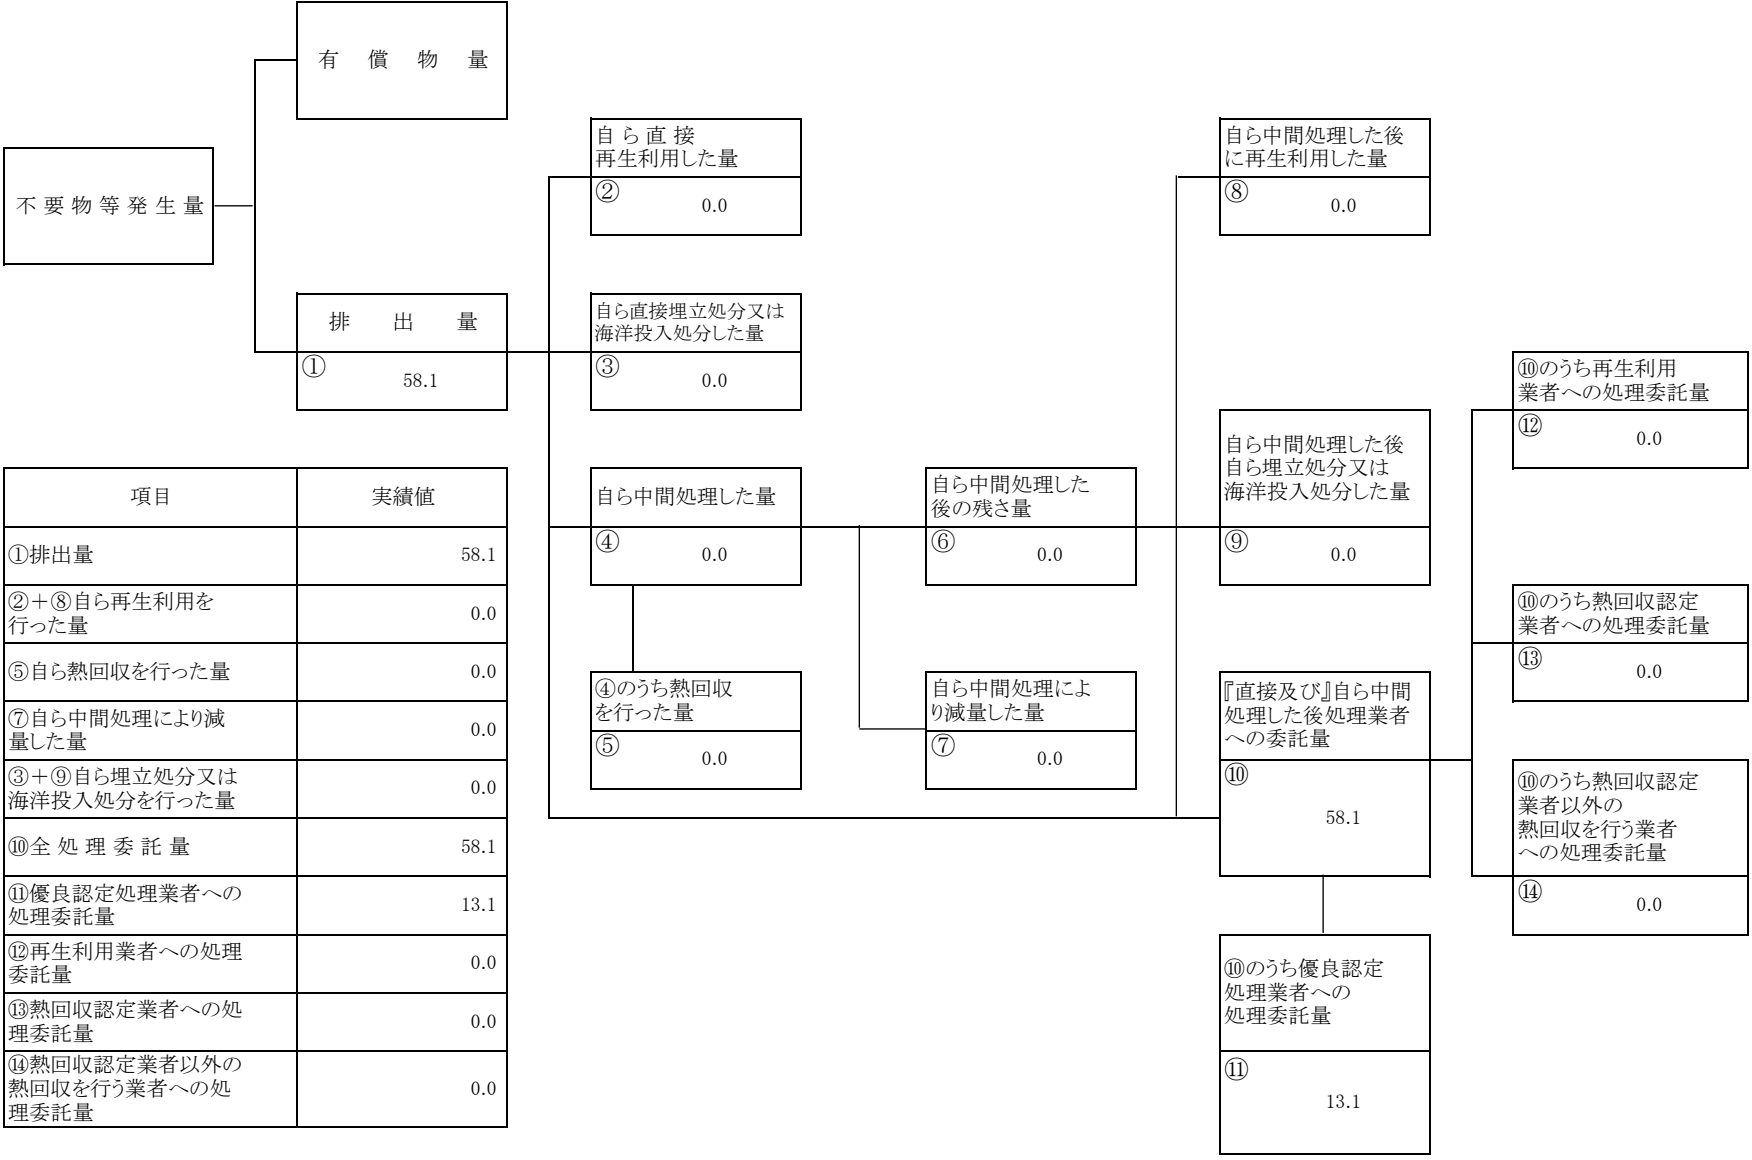 有償物量
不要物等発生量
排出量
①
58.1
自ら直接
再生利用した量
②
0.0
自ら直接埋立処分又は
海洋投入処分した量
③
0.0
自ら中間処理した量
④
0.0
④のうち熱回収
を行った量
⑤
0.0
自ら中間処理した
後の残さ量
⑥
0.0
自ら中間処理によ
り減量した量
⑦
0.0
自ら中間処理した後
に再生利用した量
⑧
0.0
自ら中間処理した後
自ら埋立処分又は
海洋投入処分した量
⑨
0.0
『直接及び』自ら中間
処理した後処理業者
への委託量
⑩
58.1
⑩のうち優良認定
処理業者への
処理委託量
⑪
13.1
⑩のうち再生利用
業者への処理委託量
⑫
0.0
⑩のうち熱回収認定
業者への処理委託量
⑬
0.0
⑩のうち熱回収認定
業者以外の
熱回収を行う業者
への処理委託量
⑭
0.0
項目 実績値
①排出量 58.1
②＋⑧自ら再生利用を
行った量 0.0
⑤自ら熱回収を行った量 0.0
⑦自ら中間処理により減
量した量 0.0
③＋⑨自ら埋立処分又は
海洋投入処分を行った量 0.0
⑩全処理委託量 58.1
⑪優良認定処理業者への
処理委託量 13.1
⑫再生利用業者への処理
委託量 0.0
⑬熱回収認定業者への処
理委託量 0.0
⑭熱回収認定業者以外の
熱回収を行う業者への処
理委託量 0.0